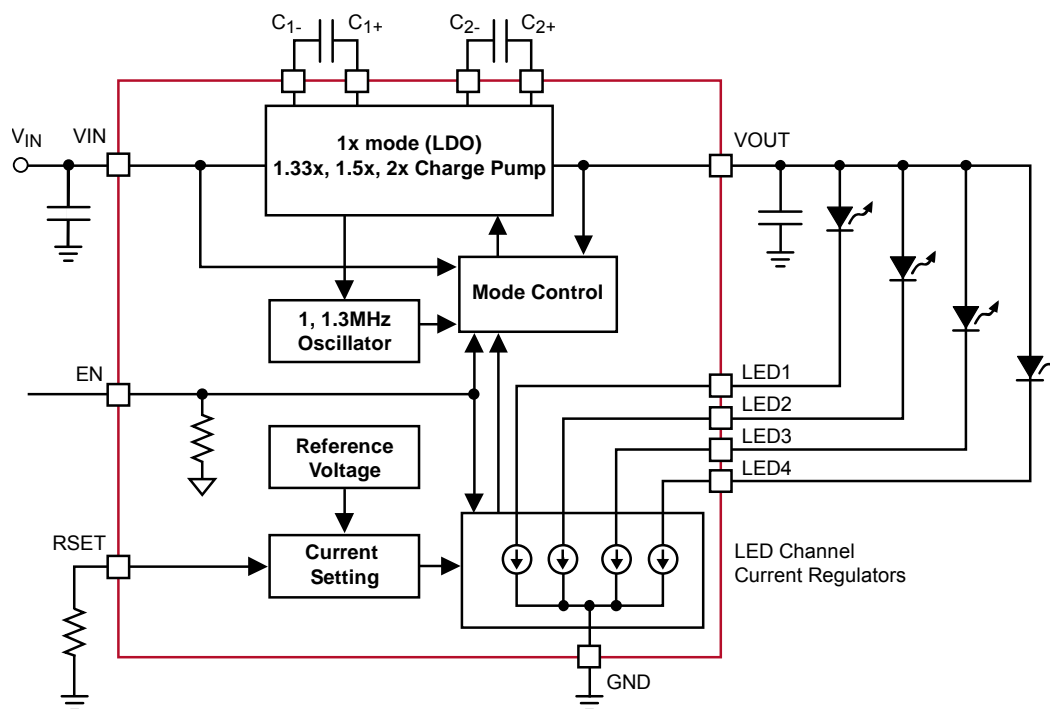 C1- C1+ C2- C2+
VIN VIN VOUT
1x mode (LDO)
1.33x, 1.5x, 2x Charge Pump
Mode Control
1, 1.3MHz
Oscillator
EN
LED1
LED2
LED3
LED4
Reference
Voltage
RSET
Current
Setting
LED Channel
Current Regulators
GND